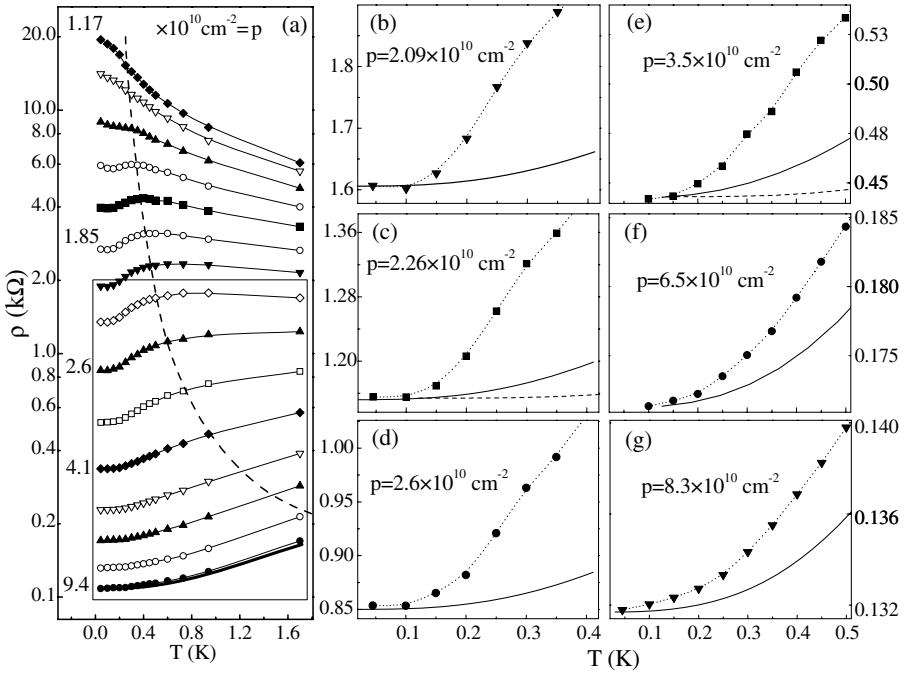 (a)
×10¹⁰cm⁻²=p
1.17
1.85
2.6
4.1
9.4
20.0
10.0
8.0
6.0
4.0
2.0
1.0
0.8
0.6
0.4
0.2
0.1
ρ (kΩ)
0.0 0.4 0.8 1.2 1.6
T (K)
(b)
p=2.09×10¹⁰ cm⁻²
1.8
1.7
1.6
(c)
p=2.26×10¹⁰ cm⁻²
1.36
1.28
1.20
(d)
p=2.6×10¹⁰ cm⁻²
1.00
0.95
0.90
0.85
0.1 0.2 0.3 0.4
(e)
p=3.5×10¹⁰ cm⁻²
0.53
0.50
0.48
0.45
(f)
p=6.5×10¹⁰ cm⁻²
0.185
0.180
0.175
(g)
p=8.3×10¹⁰ cm⁻²
0.140
0.136
0.132
0.1 0.2 0.3 0.4 0.5
T (K)